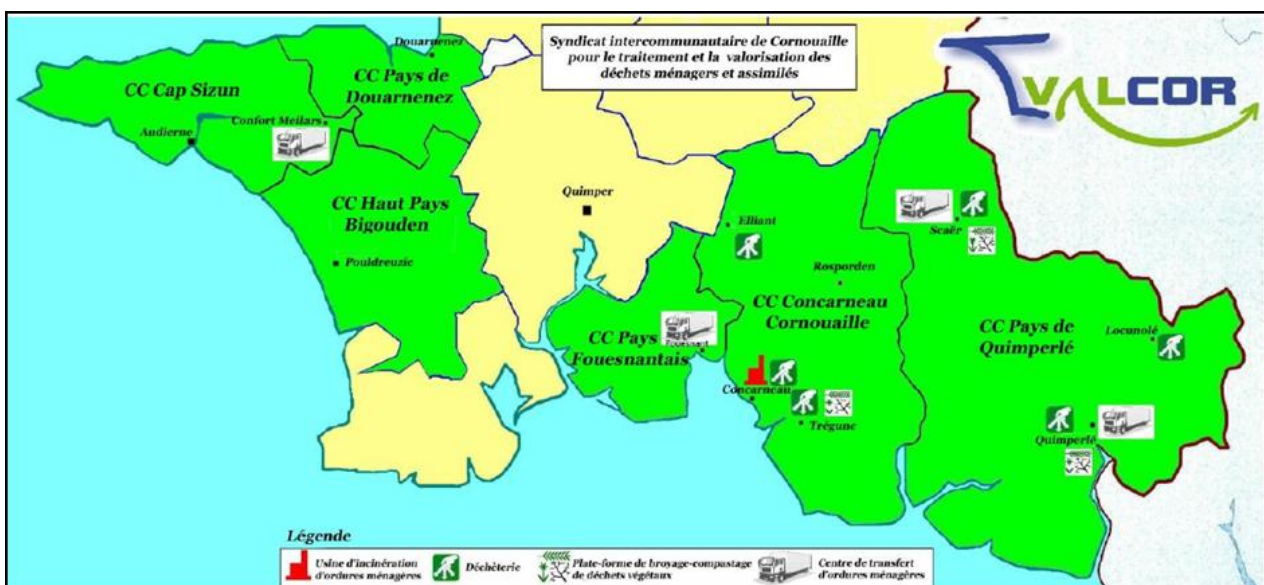 Syndicat intercommunautaire de Cornouaille
pour le traitement et la valorisation des
déchets ménagers et assimilés
VALCOR
Douarnenez
CC Pays de
Douarnenez
CC Cap Sizun
Confort Meilars
Audierne
CC Haut Pays
Bigouden
Pouldreuzic
Quimper
Elliant
Scaër
Rosporden
CC Concarneau
Cornouaille
CC Pays
Fouesnantais
CC Pays de
Quimperlé
Locunolé
Concarneau
Trégunc
Quimperlé
Légende
Usine d'incinération
d'ordures ménagères
Déchèterie
Plate-forme de broyage-compostage
de déchets végétaux
Centre de transfert
d'ordures ménagères